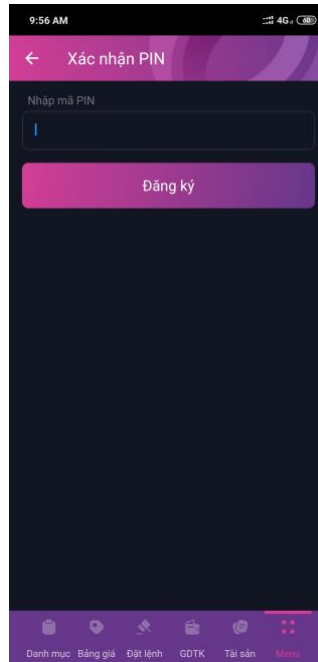 9:56 AM 4G 60
Xác nhận PIN
Nhập mã PIN
Đăng ký
Danh mục Bảng giá Đặt lệnh GDTK Tài sản Menu